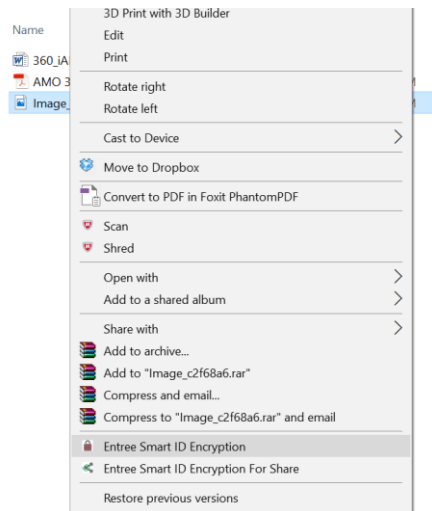 3D Print with 3D Builder
Name
Edit
360_iA
Print
AMO 3
Rotate right
Image_
Rotate left
Cast to Device
Move to Dropbox
Convert to PDF in Foxit PhantomPDF
Scan
Shred
Open with
Add to a shared album
Share with
Add to archive...
Add to "Image_c2f68a6.rar"
Compress and email...
Compress to "Image_c2f68a6.rar" and email
Entree Smart ID Encryption
Entree Smart ID Encryption For Share
Restore previous versions